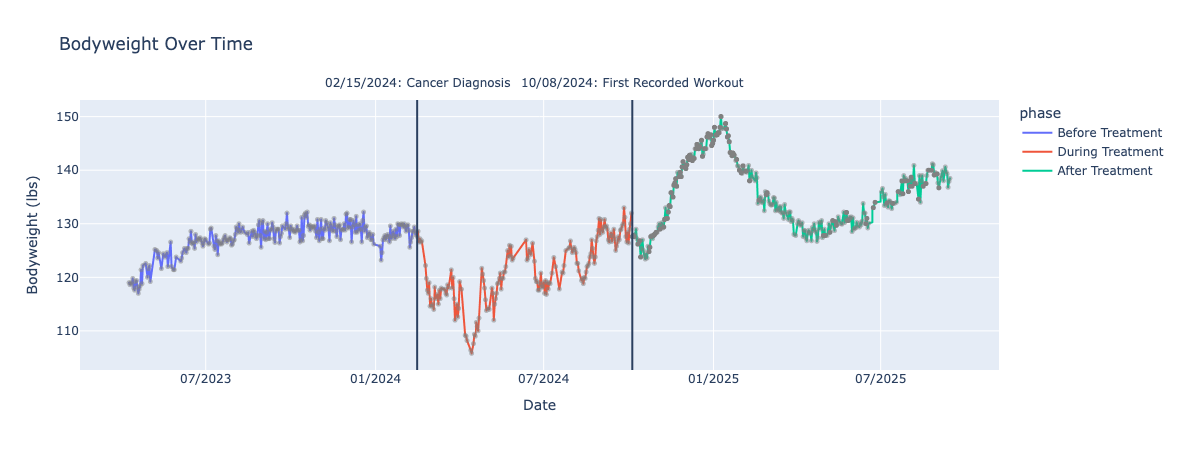 Bodyweight Over Time
02/15/2024: Cancer Diagnosis 10/08/2024: First Recorded Workout
150
140
130
120
110
Bodyweight (lbs)
07/2023 01/2024 07/2024 01/2025 07/2025
Date
phase
Before Treatment
During Treatment
After Treatment